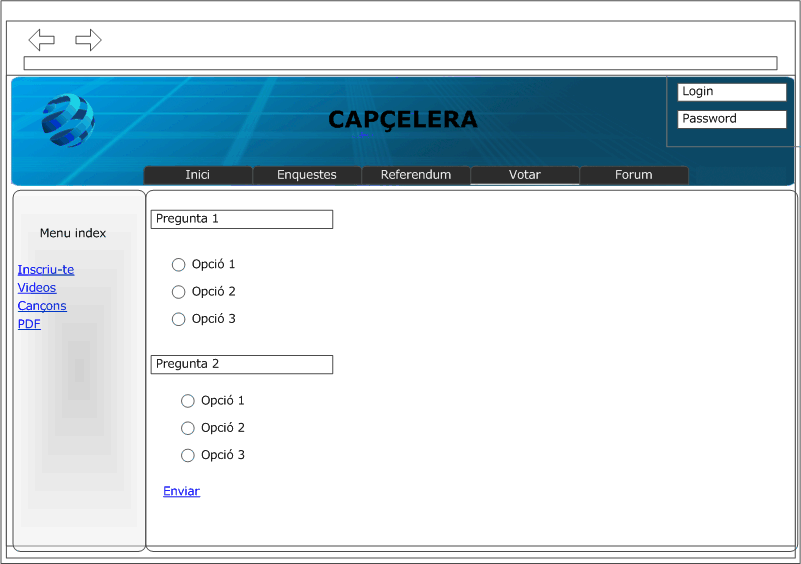 Login
CAPÇELERA
Password
Inici Enquestes Referendum Votar Forum
Menu index
Inscriu-te
Videos
Cançons
PDF
Pregunta 1
Opció 1
Opció 2
Opció 3
Pregunta 2
Opció 1
Opció 2
Opció 3
Enviar